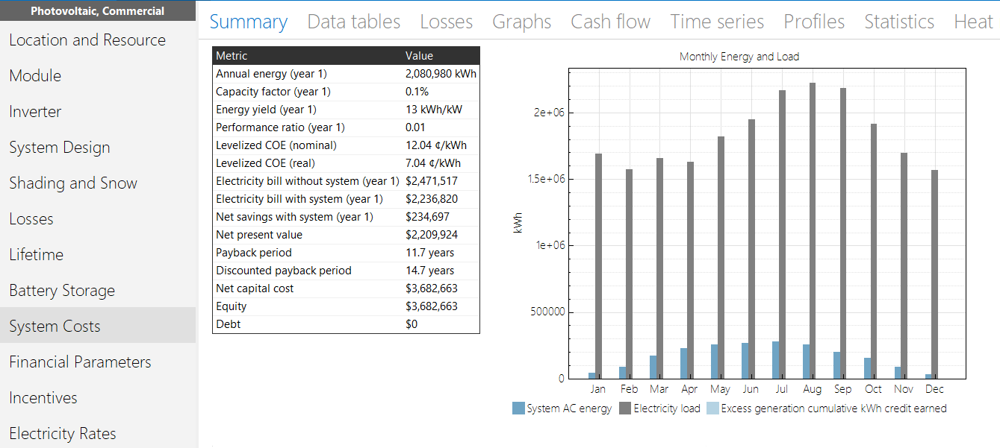 Photovoltaic, Commercial
Location and Resource
Module
Inverter
System Design
Shading and Snow
Losses
Lifetime
Battery Storage
System Costs
Financial Parameters
Incentives
Electricity Rates
Summary Data tables Losses Graphs Cash flow Time series Profiles Statistics Heat
Metric Value
Annual energy (year 1) 2,080,980 kWh
Capacity factor (year 1) 0.1%
Energy yield (year 1) 13 kWh/kW
Performance ratio (year 1) 0.01
Levelized COE (nominal) 12.04 ¢/kWh
Levelized COE (real) 7.04 ¢/kWh
Electricity bill without system (year 1) $2,471,517
Electricity bill with system (year 1) $2,236,820
Net savings with system (year 1) $234,697
Net present value $2,209,924
Payback period 11.7 years
Discounted payback period 14.7 years
Net capital cost $3,682,663
Equity $3,682,663
Debt $0
Monthly Energy and Load
kWh
2e+06
1.5e+06
1e+06
500000
0
Jan Feb Mar Apr May Jun Jul Aug Sep Oct Nov Dec
System AC energy Electricity load Excess generation cumulative kWh credit earned